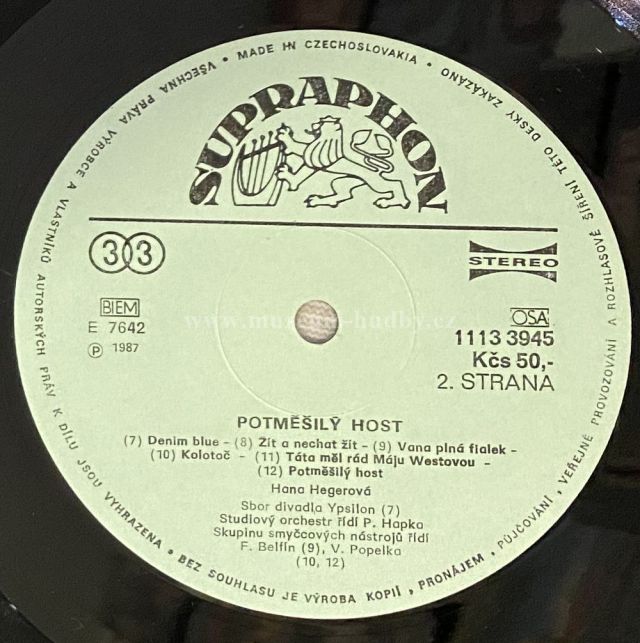 VŠECHNA PRÁVA VÝROBCE A VLASTNÍKŮ AUTORSKÝCH PRÁV K DÍLU JSOU VYHRAZENA • BEZ SOUHLASU JE VÝROBA KOPIÍ, PRONÁJEM, PŮJČOVÁNÍ, VEŘEJNÉ PROVOZOVÁNÍ A ROZHLASOVÉ ŠÍŘENÍ TÉTO DESKY ZAKÁZÁNO • MADE IN CZECHOSLOVAKIA •
SUPRAPHON
33
STEREO
BIEM
E 7642
Ⓟ 1987
OSA
1113 3945
Kčs 50,-
2. STRANA
www.muzeum-hudby.cz
POTMĚŠILÝ HOST
(7) Denim blue - (8) Žít a nechat žít - (9) Vana plná fialek -
(10) Kolotoč - (11) Táta měl rád Máju Westovou -
(12) Potměšilý host
Hana Hegerová
Sbor divadla Ypsilon (7)
Studiový orchestr řídí P. Hapka
Skupinu smyčcových nástrojů řídí
F. Belfín (9), V. Popelka
(10, 12)